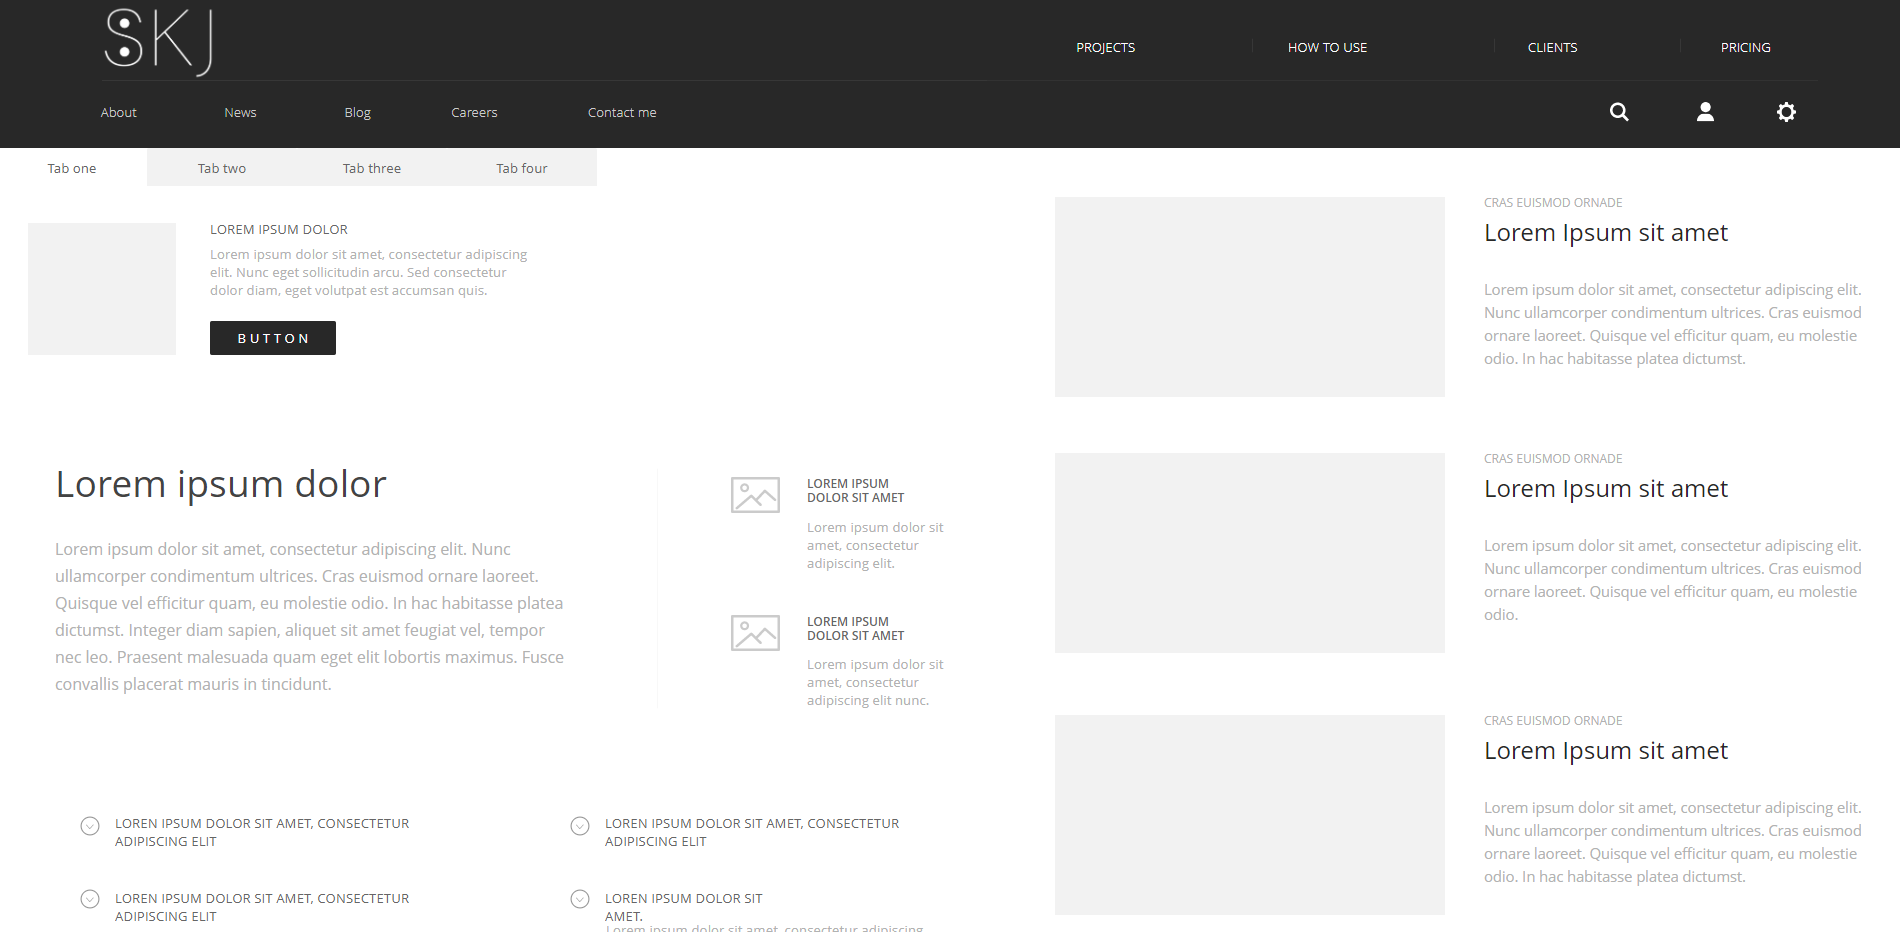 SKJ
PROJECTS
HOW TO USE
CLIENTS
PRICING
About
News
Blog
Careers
Contact me
Tab one
Tab two
Tab three
Tab four
LOREM IPSUM DOLOR
Lorem ipsum dolor sit amet, consectetur adipiscing
elit. Nunc eget sollicitudin arcu. Sed consectetur
dolor diam, eget volutpat est accumsan quis.
BUTTON
Lorem ipsum dolor
Lorem ipsum dolor sit amet, consectetur adipiscing elit. Nunc
ullamcorper condimentum ultrices. Cras euismod ornare laoreet.
Quisque vel efficitur quam, eu molestie odio. In hac habitasse platea
dictumst. Integer diam sapien, aliquet sit amet feugiat vel, tempor
nec leo. Praesent malesuada quam eget elit lobortis maximus. Fusce
convallis placerat mauris in tincidunt.
LOREM IPSUM
DOLOR SIT AMET
Lorem ipsum dolor sit
amet, consectetur
adipiscing elit.
LOREM IPSUM
DOLOR SIT AMET
Lorem ipsum dolor sit
amet, consectetur
adipiscing elit nunc.
LOREN IPSUM DOLOR SIT AMET, CONSECTETUR
ADIPISCING ELIT
LOREN IPSUM DOLOR SIT AMET, CONSECTETUR
ADIPISCING ELIT
LOREN IPSUM DOLOR SIT AMET, CONSECTETUR
ADIPISCING ELIT
LOREN IPSUM DOLOR SIT
AMET.
Lorem ipsum dolor sit amet, consectetur adipiscing
CRAS EUISMOD ORNADE
Lorem Ipsum sit amet
Lorem ipsum dolor sit amet, consectetur adipiscing elit.
Nunc ullamcorper condimentum ultrices. Cras euismod
ornare laoreet. Quisque vel efficitur quam, eu molestie
odio. In hac habitasse platea dictumst.
CRAS EUISMOD ORNADE
Lorem Ipsum sit amet
Lorem ipsum dolor sit amet, consectetur adipiscing elit.
Nunc ullamcorper condimentum ultrices. Cras euismod
ornare laoreet. Quisque vel efficitur quam, eu molestie
odio.
CRAS EUISMOD ORNADE
Lorem Ipsum sit amet
Lorem ipsum dolor sit amet, consectetur adipiscing elit.
Nunc ullamcorper condimentum ultrices. Cras euismod
ornare laoreet. Quisque vel efficitur quam, eu molestie
odio. In hac habitasse platea dictumst.